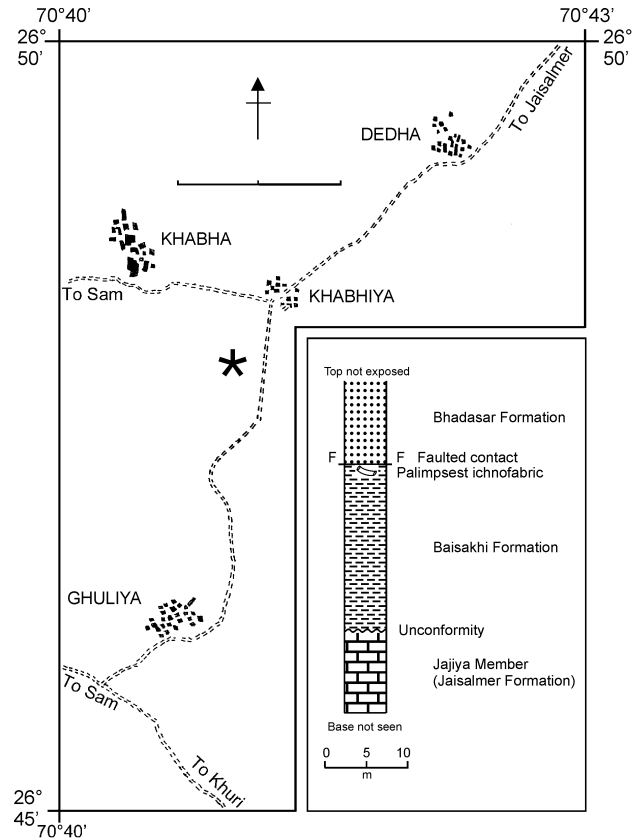 70°40'
70°43'
26°
50'
26°
50'
To Jaisalmer
DEDHA
KHABHA
To Sam
KHABHIYA
*
Top not exposed
Bhadasar Formation
F F Faulted contact
Palimpsest ichnofabric
Baisakhi Formation
GHULIYA
Unconformity
Jajiya Member
(Jaisalmer Formation)
To Sam
Base not seen
0 5 10
m
To Khuri
26°
45'
70°40'